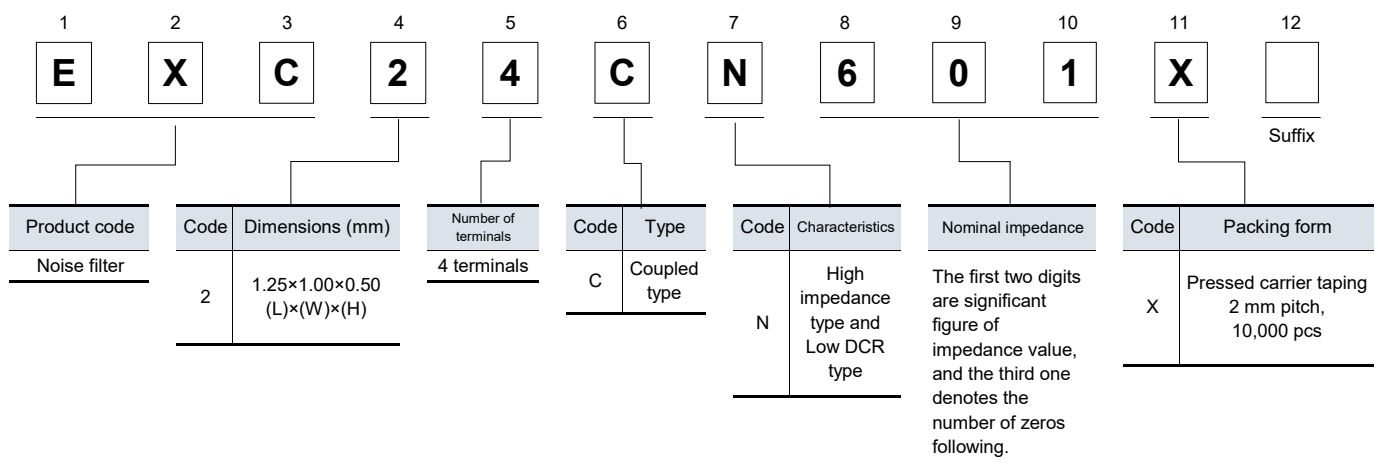 1 2 3 4 5 6 7 8 9 10 11 12
E X C 2 4 C N 6 0 1 X
Suffix
Product code
Noise filter
Code Dimensions (mm)
2
1.25×1.00×0.50
(L)×(W)×(H)
Number of
terminals
4 terminals
Code Type
C
Coupled
type
Code Characteristics
N
High
impedance
type and
Low DCR
type
Nominal impedance
The first two digits
are significant
figure of
impedance value,
and the third one
denotes the
number of zeros
following.
Code Packing form
X
Pressed carrier taping
2 mm pitch,
10,000 pcs